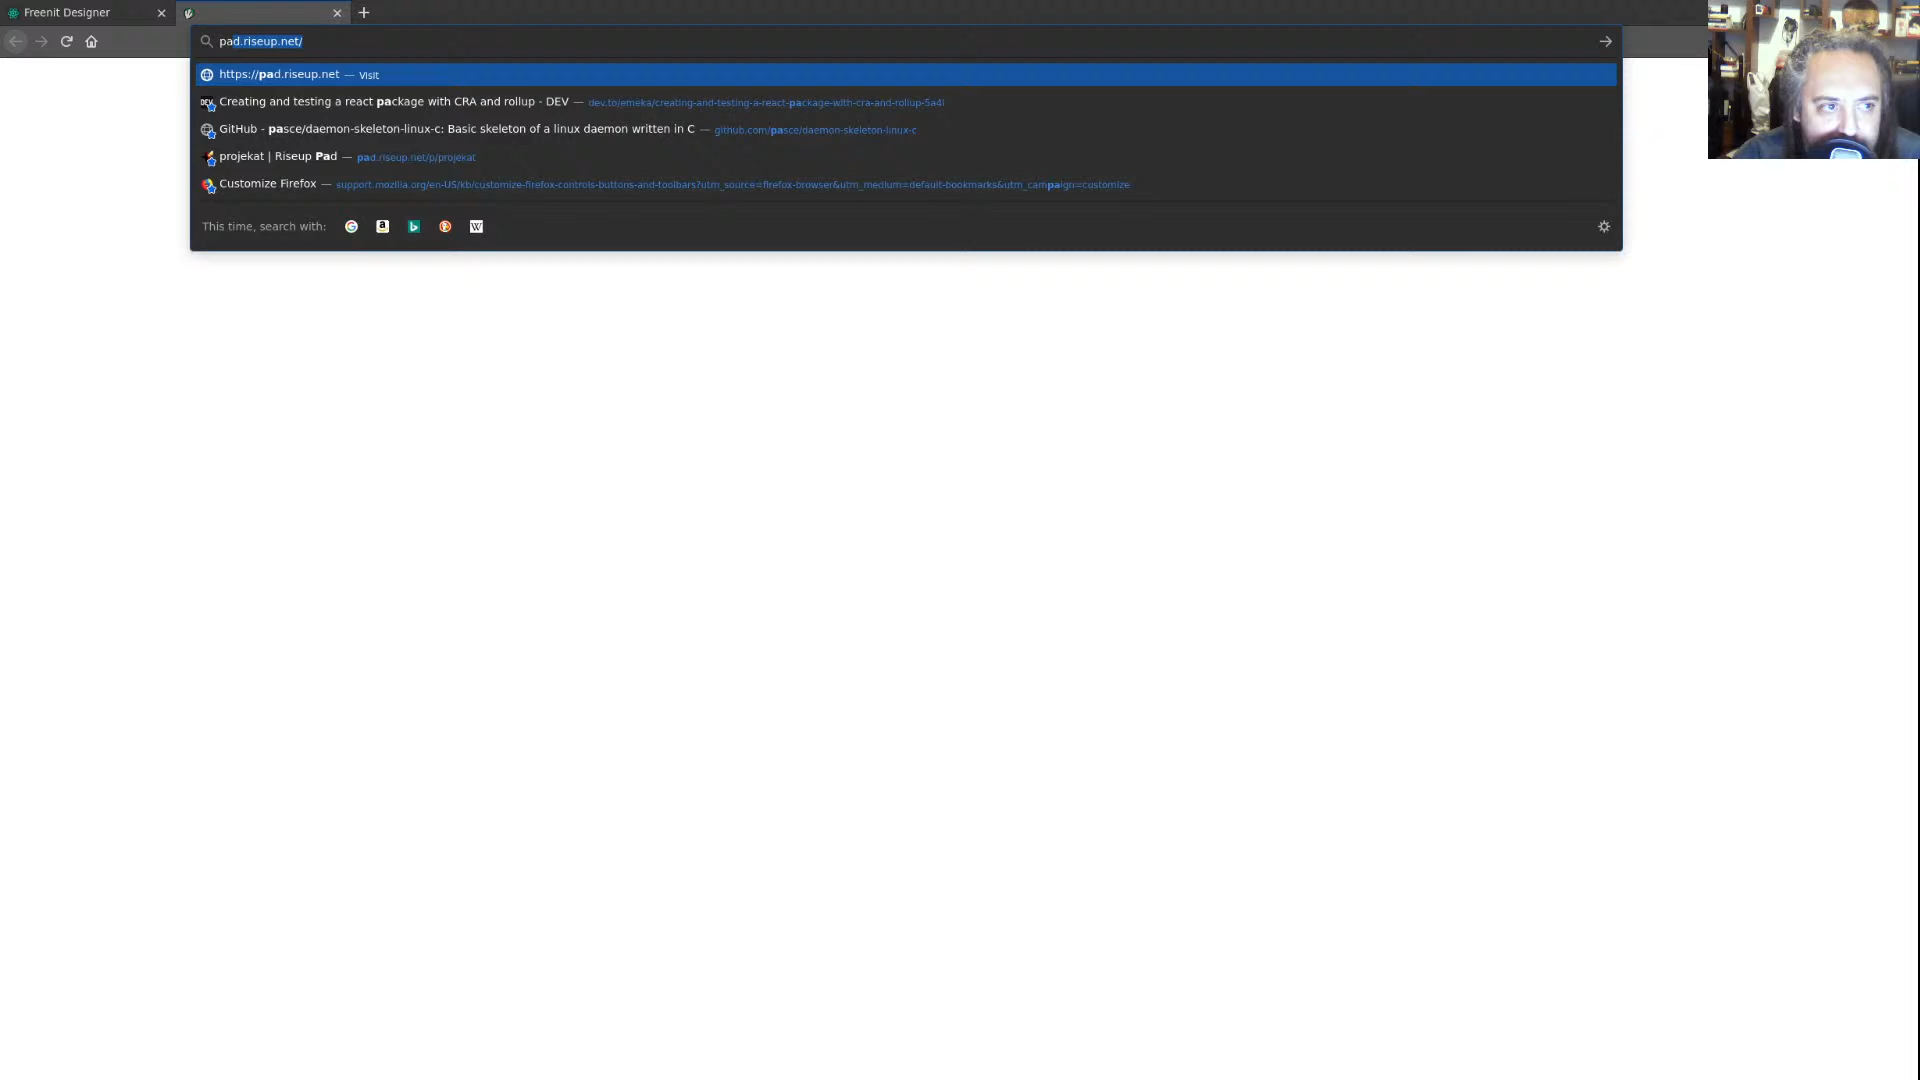 Freenit Designer
pad.riseup.net/
https://pad.riseup.net — Visit
Creating and testing a react package with CRA and rollup - DEV — dev.to/emeka/creating-and-testing-a-react-package-with-cra-and-rollup-5a4l
GitHub - pasce/daemon-skeleton-linux-c: Basic skeleton of a linux daemon written in C — github.com/pasce/daemon-skeleton-linux-c
projekat | Riseup Pad — pad.riseup.net/p/projekat
Customize Firefox — support.mozilla.org/en-US/kb/customize-firefox-controls-buttons-and-toolbars?utm_source=firefox-browser&utm_medium=default-bookmarks&utm_campaign=customize
This time, search with: